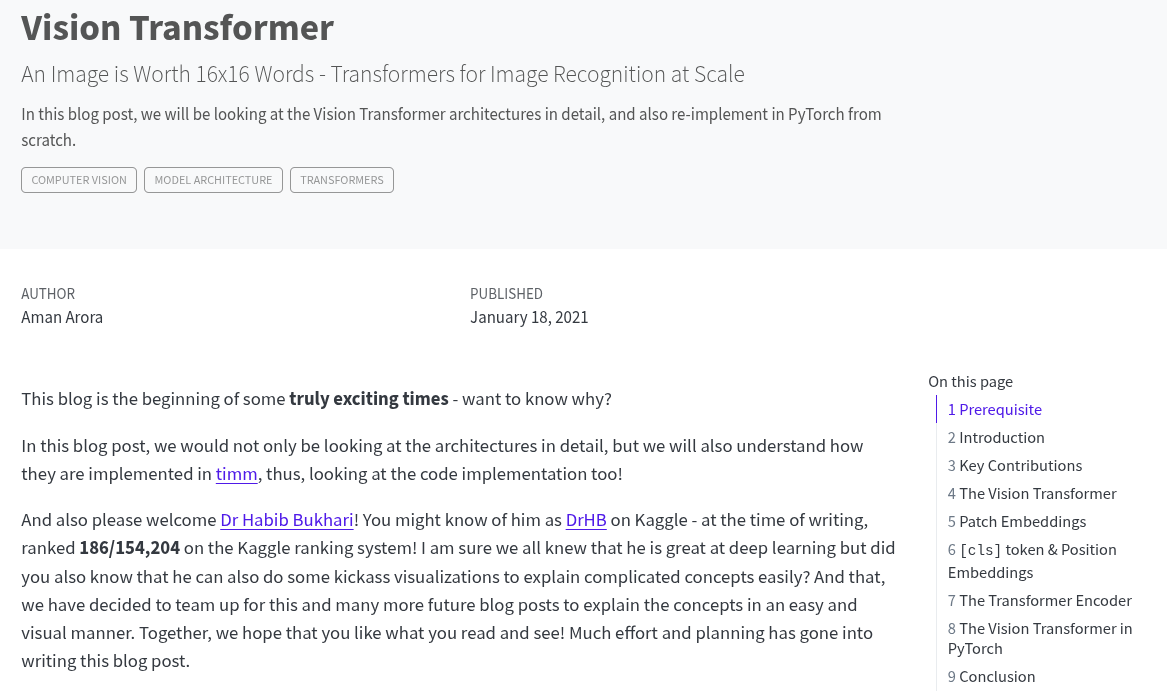 Vision Transformer
An Image is Worth 16x16 Words - Transformers for Image Recognition at Scale
In this blog post, we will be looking at the Vision Transformer architectures in detail, and also re-implement in PyTorch from
scratch.
COMPUTER VISION MODEL ARCHITECTURE TRANSFORMERS
AUTHOR
Aman Arora
PUBLISHED
January 18, 2021
This blog is the beginning of some truly exciting times - want to know why?
In this blog post, we would not only be looking at the architectures in detail, but we will also understand how
they are implemented in timm, thus, looking at the code implementation too!
And also please welcome Dr Habib Bukhari! You might know of him as DrHB on Kaggle - at the time of writing,
ranked 186/154,204 on the Kaggle ranking system! I am sure we all knew that he is great at deep learning but did
you also know that he can also do some kickass visualizations to explain complicated concepts easily? And that,
we have decided to team up for this and many more future blog posts to explain the concepts in an easy and
visual manner. Together, we hope that you like what you read and see! Much effort and planning has gone into
writing this blog post.
On this page
1 Prerequisite
2 Introduction
3 Key Contributions
4 The Vision Transformer
5 Patch Embeddings
6 [cls] token & Position
Embeddings
7 The Transformer Encoder
8 The Vision Transformer in
PyTorch
9 Conclusion